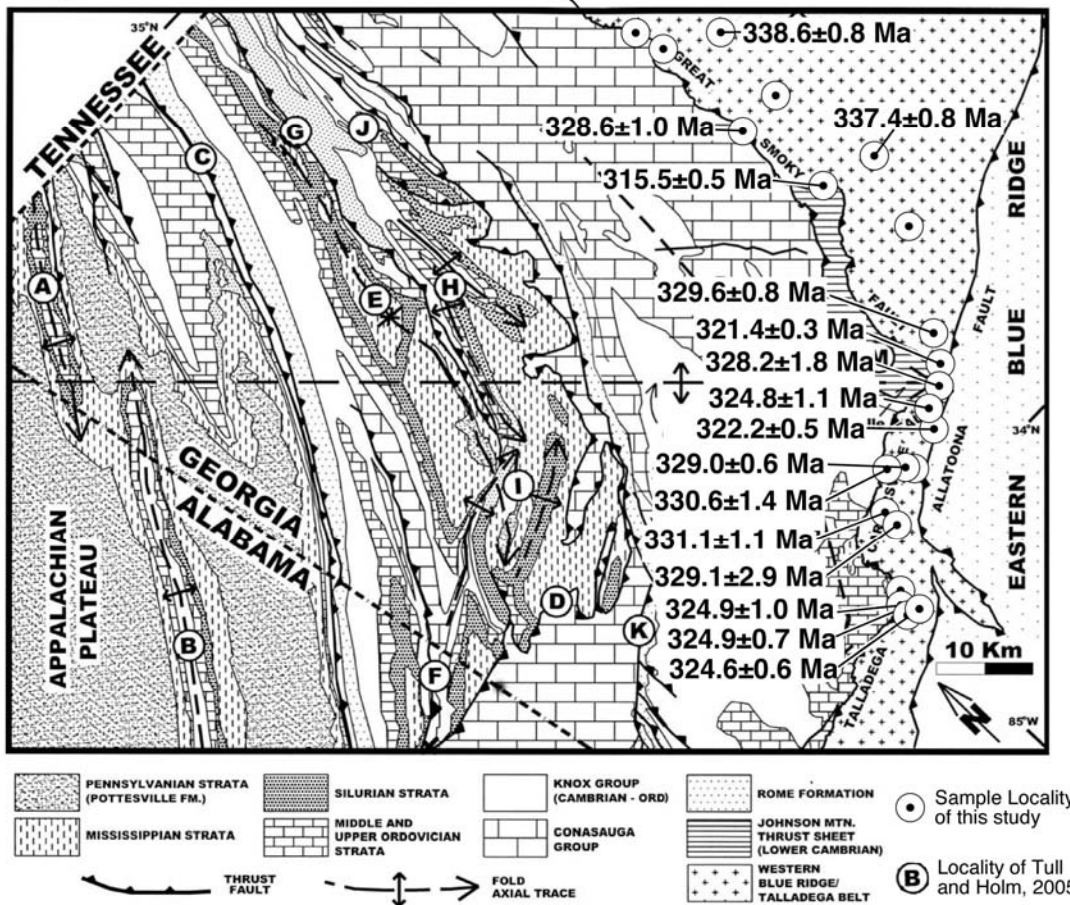 35°N
TENNESSEE
GREAT
338.6±0.8 Ma
337.4±0.8 Ma
328.6±1.0 Ma
SMOKY
315.5±0.5 Ma
RIDGE
G
J
C
A
E
H
329.6±0.8 Ma
321.4±0.3 Ma
328.2±1.8 Ma
324.8±1.1 Ma
322.2±0.5 Ma
329.0±0.6 Ma
330.6±1.4 Ma
331.1±1.1 Ma
329.1±2.9 Ma
324.9±1.0 Ma
324.9±0.7 Ma
324.6±0.6 Ma
FAULT
BLUE
34°N
ALLATOONA
EASTERN
GEORGIA
ALABAMA
I
D
K
B
F
APPALACHIAN
PLATEAU
TALLADEGA
10 Km
N
85°W
PENNSYLVANIAN STRATA
(POTTESVILLE FM.)
SILURIAN STRATA
KNOX GROUP
(CAMBRIAN - ORD)
ROME FORMATION
Sample Locality
of this study
MISSISSIPPIAN STRATA
MIDDLE AND
UPPER ORDOVICIAN
STRATA
CONASAUGA
GROUP
JOHNSON MTN.
THRUST SHEET
(LOWER CAMBRIAN)
THRUST
FAULT
FOLD
AXIAL TRACE
WESTERN
BLUE RIDGE/
TALLADEGA BELT
B
Locality of Tull
and Holm, 2005